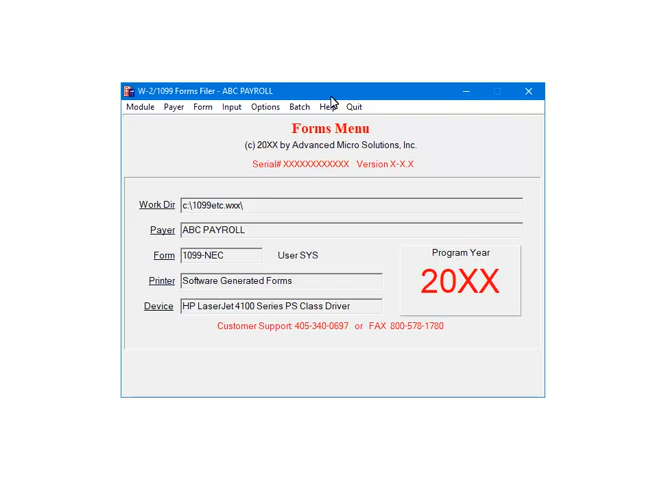 W-2/1099 Forms Filer - ABC PAYROLL
Module Payer Form Input Options Batch Help Quit
Forms Menu
(c) 20XX by Advanced Micro Solutions, Inc.
Serial# XXXXXXXXXXXX Version X-X.X
Work Dir c:\1099etc.wxx\
Payer ABC PAYROLL
Form 1099-NEC User SYS
Program Year
20XX
Printer Software Generated Forms
Device HP LaserJet 4100 Series PS Class Driver
Customer Support: 405-340-0697 or FAX 800-578-1780